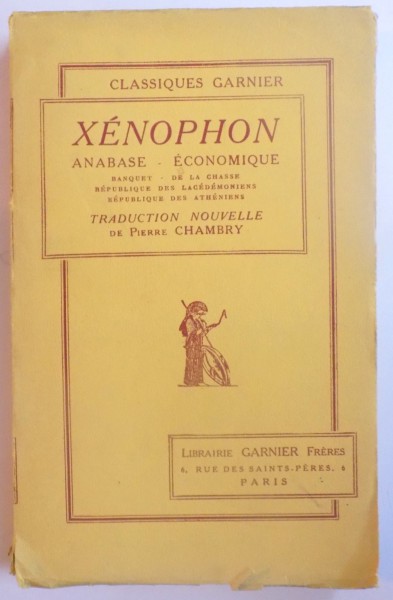 CLASSIQUES GARNIER
XÉNOPHON
ANABASE - ÉCONOMIQUE
BANQUET - DE LA CHASSE
RÉPUBLIQUE DES LACÉDÉMONIENS
RÉPUBLIQUE DES ATHÉNIENS
TRADUCTION NOUVELLE
DE PIERRE CHAMBRY
LIBRAIRIE GARNIER FRÈRES
6, RUE DES SAINTS-PÈRES, 6
PARIS